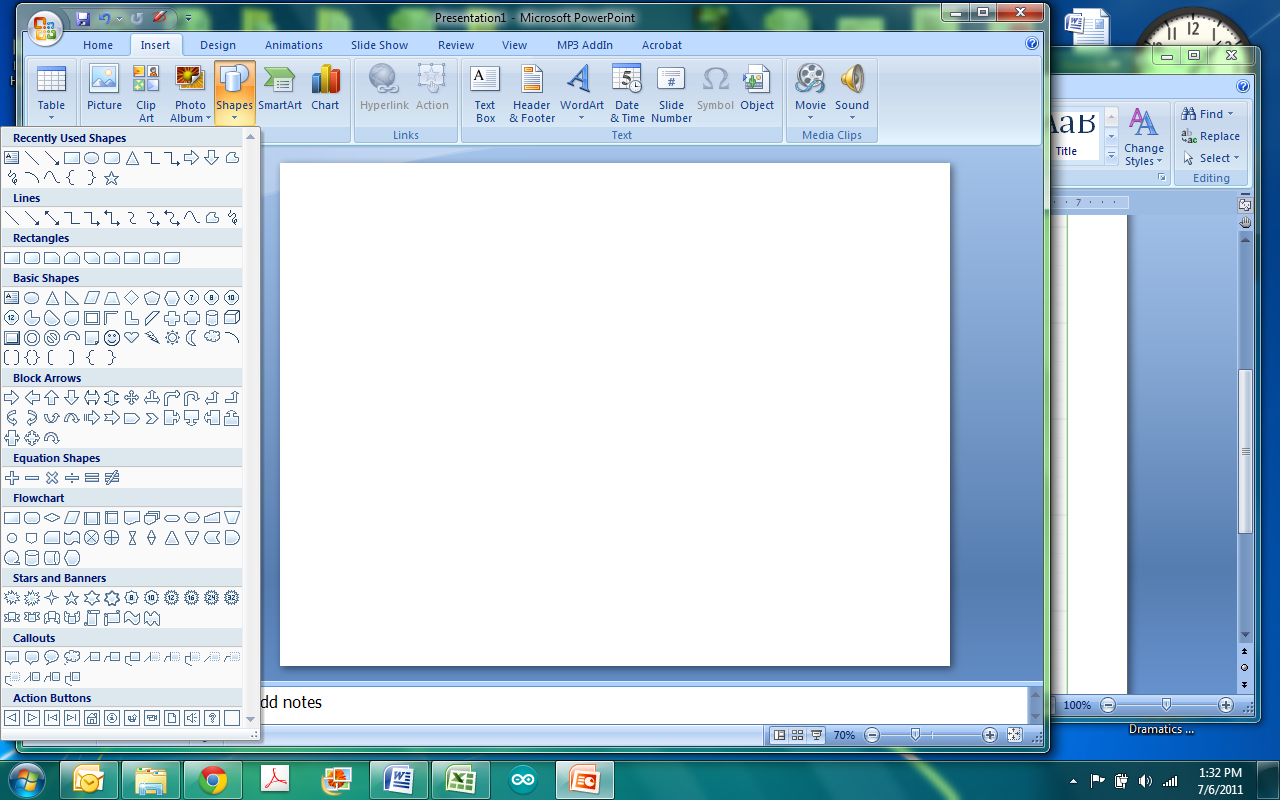 Presentation1 - Microsoft PowerPoint
Home Insert Design Animations Slide Show Review View MP3 AddIn Acrobat
Table
Picture
Clip Art
Photo Album
Shapes
SmartArt
Chart
Hyperlink
Action
Links
Text Box
Header & Footer
WordArt
Date & Time
Slide Number
Symbol
Object
Text
Movie
Sound
Media Clips
AaB
Title
Change Styles
Find
Replace
Select
Editing
7
Recently Used Shapes
Lines
Rectangles
Basic Shapes
Block Arrows
Equation Shapes
Flowchart
Stars and Banners
Callouts
Action Buttons
dd notes
70%
100%
Dramatics ...
1:32 PM
7/6/2011